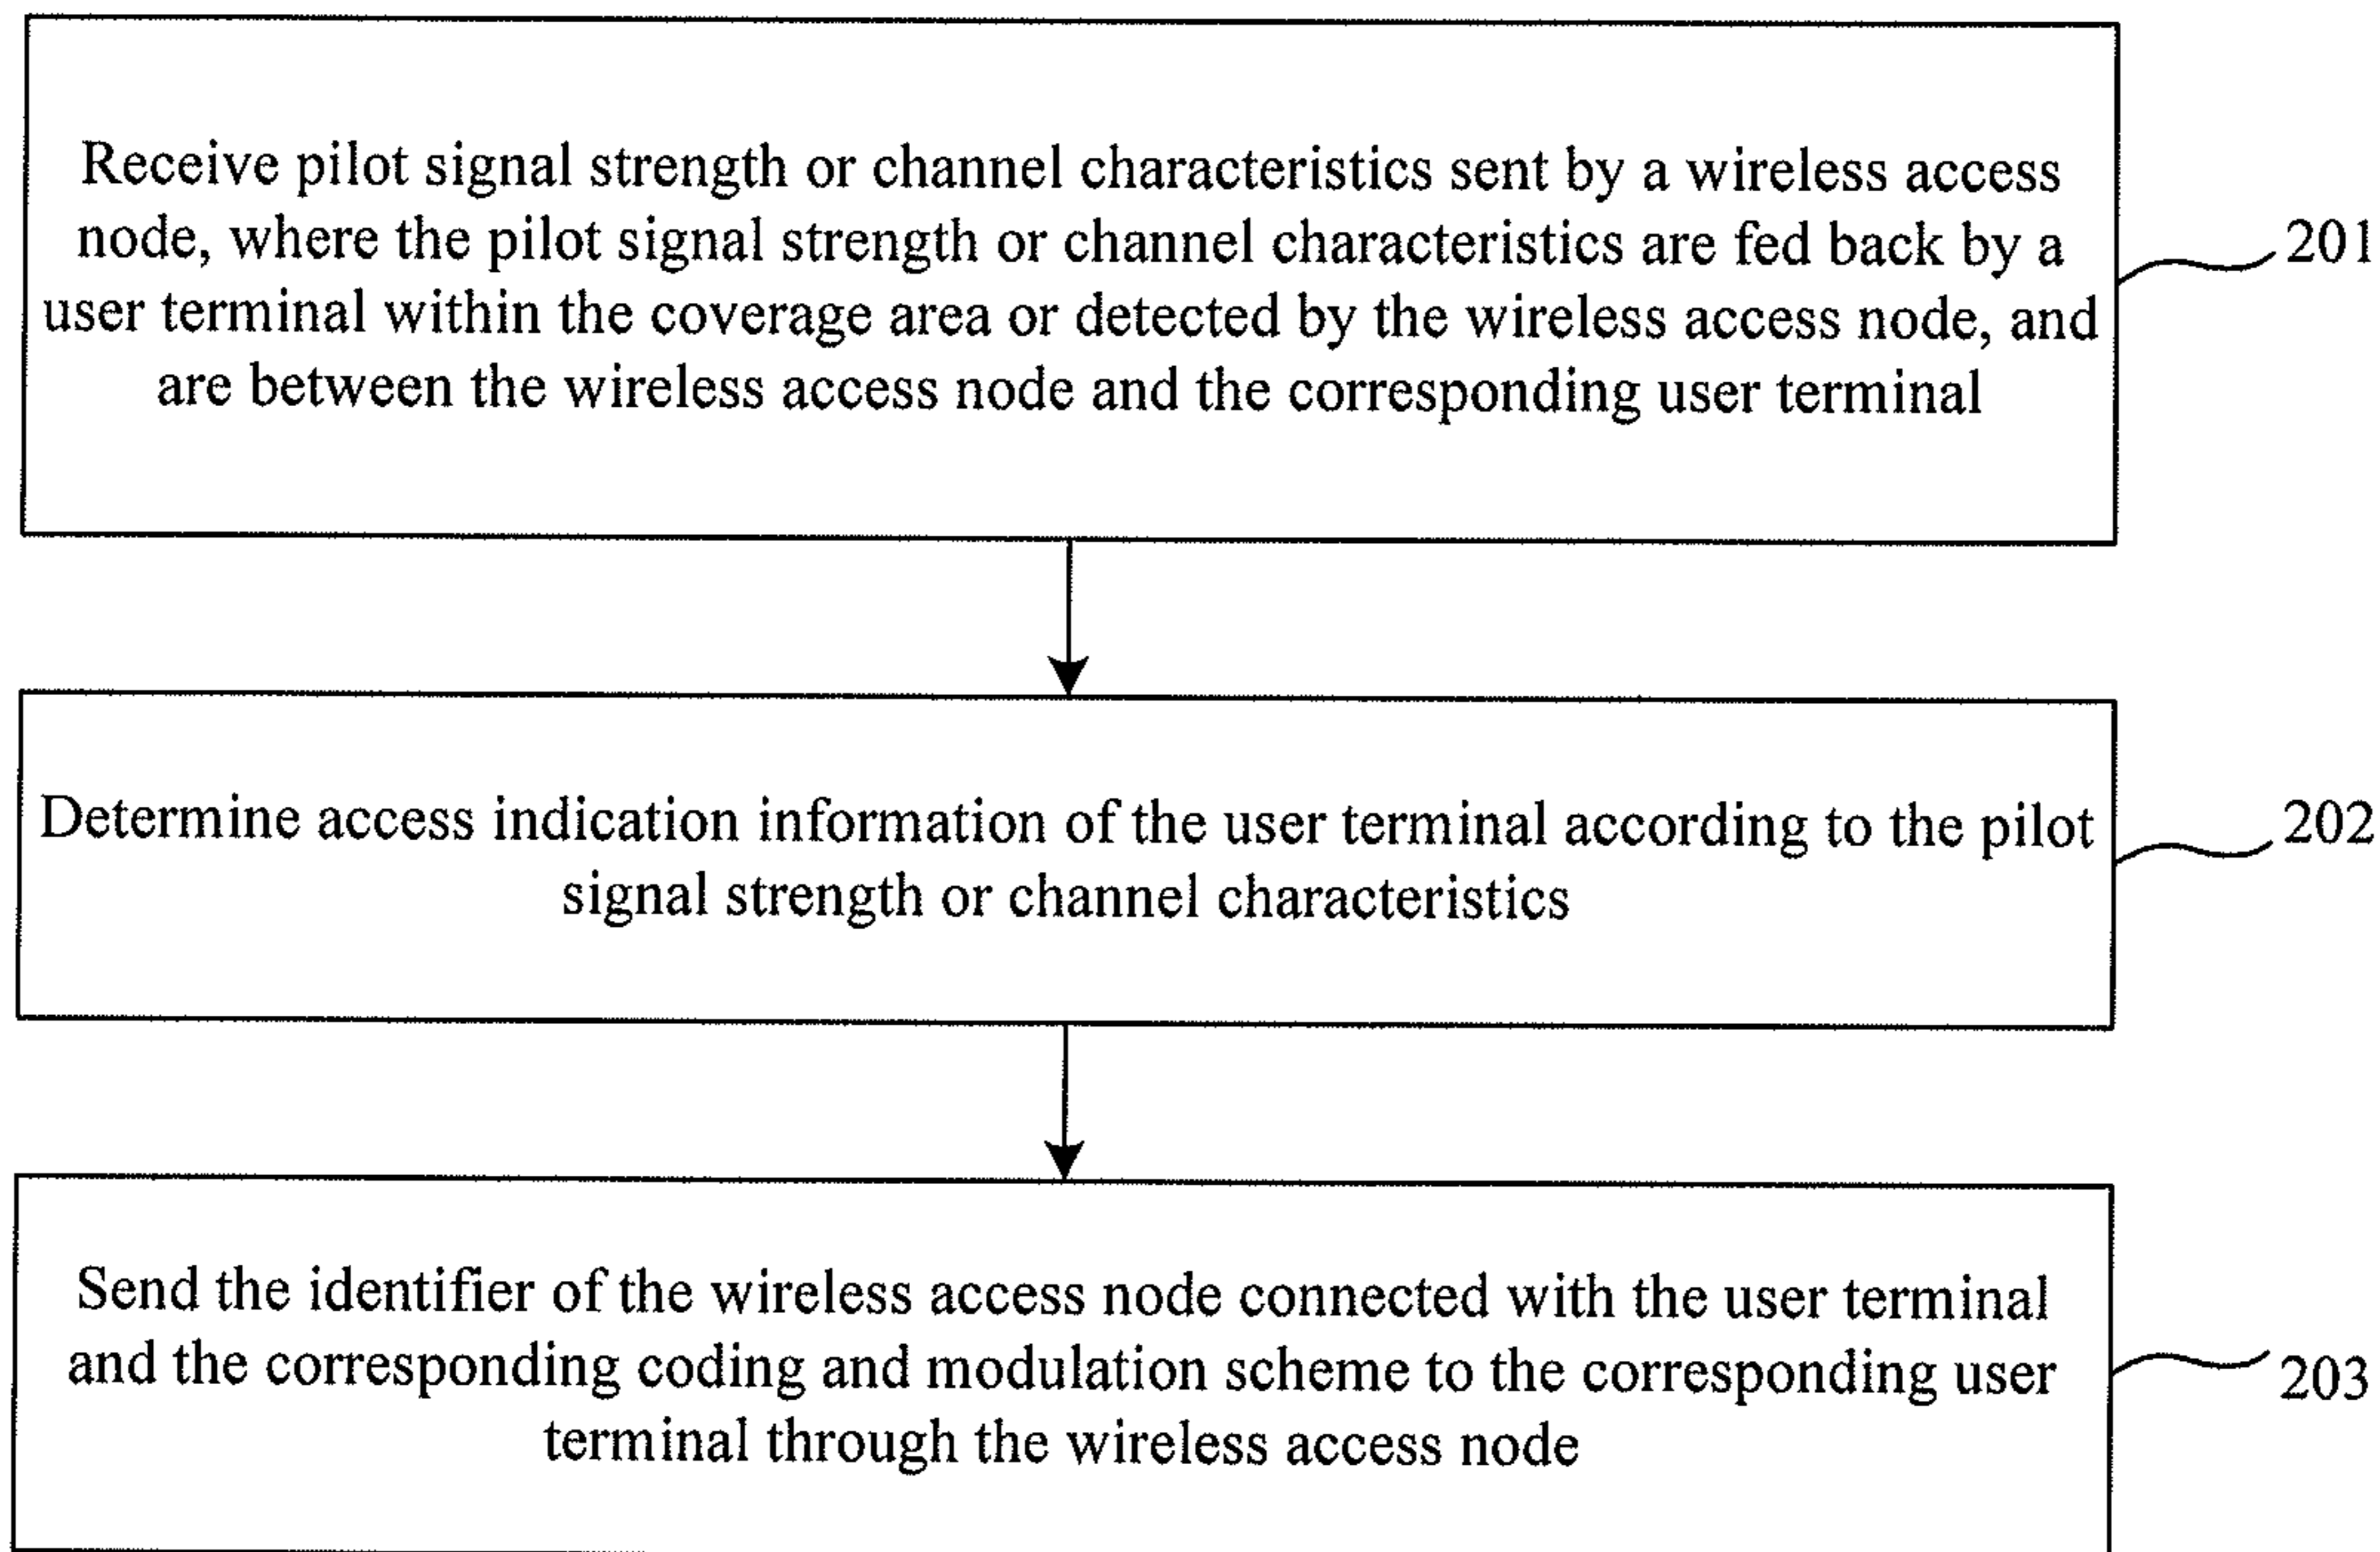 Receive pilot signal strength or channel characteristics sent by a wireless access
node, where the pilot signal strength or channel characteristics are fed back by a
user terminal within the coverage area or detected by the wireless access node, and
are between the wireless access node and the corresponding user terminal
201
Determine access indication information of the user terminal according to the pilot
signal strength or channel characteristics
202
Send the identifier of the wireless access node connected with the user terminal
and the corresponding coding and modulation scheme to the corresponding user
terminal through the wireless access node
203